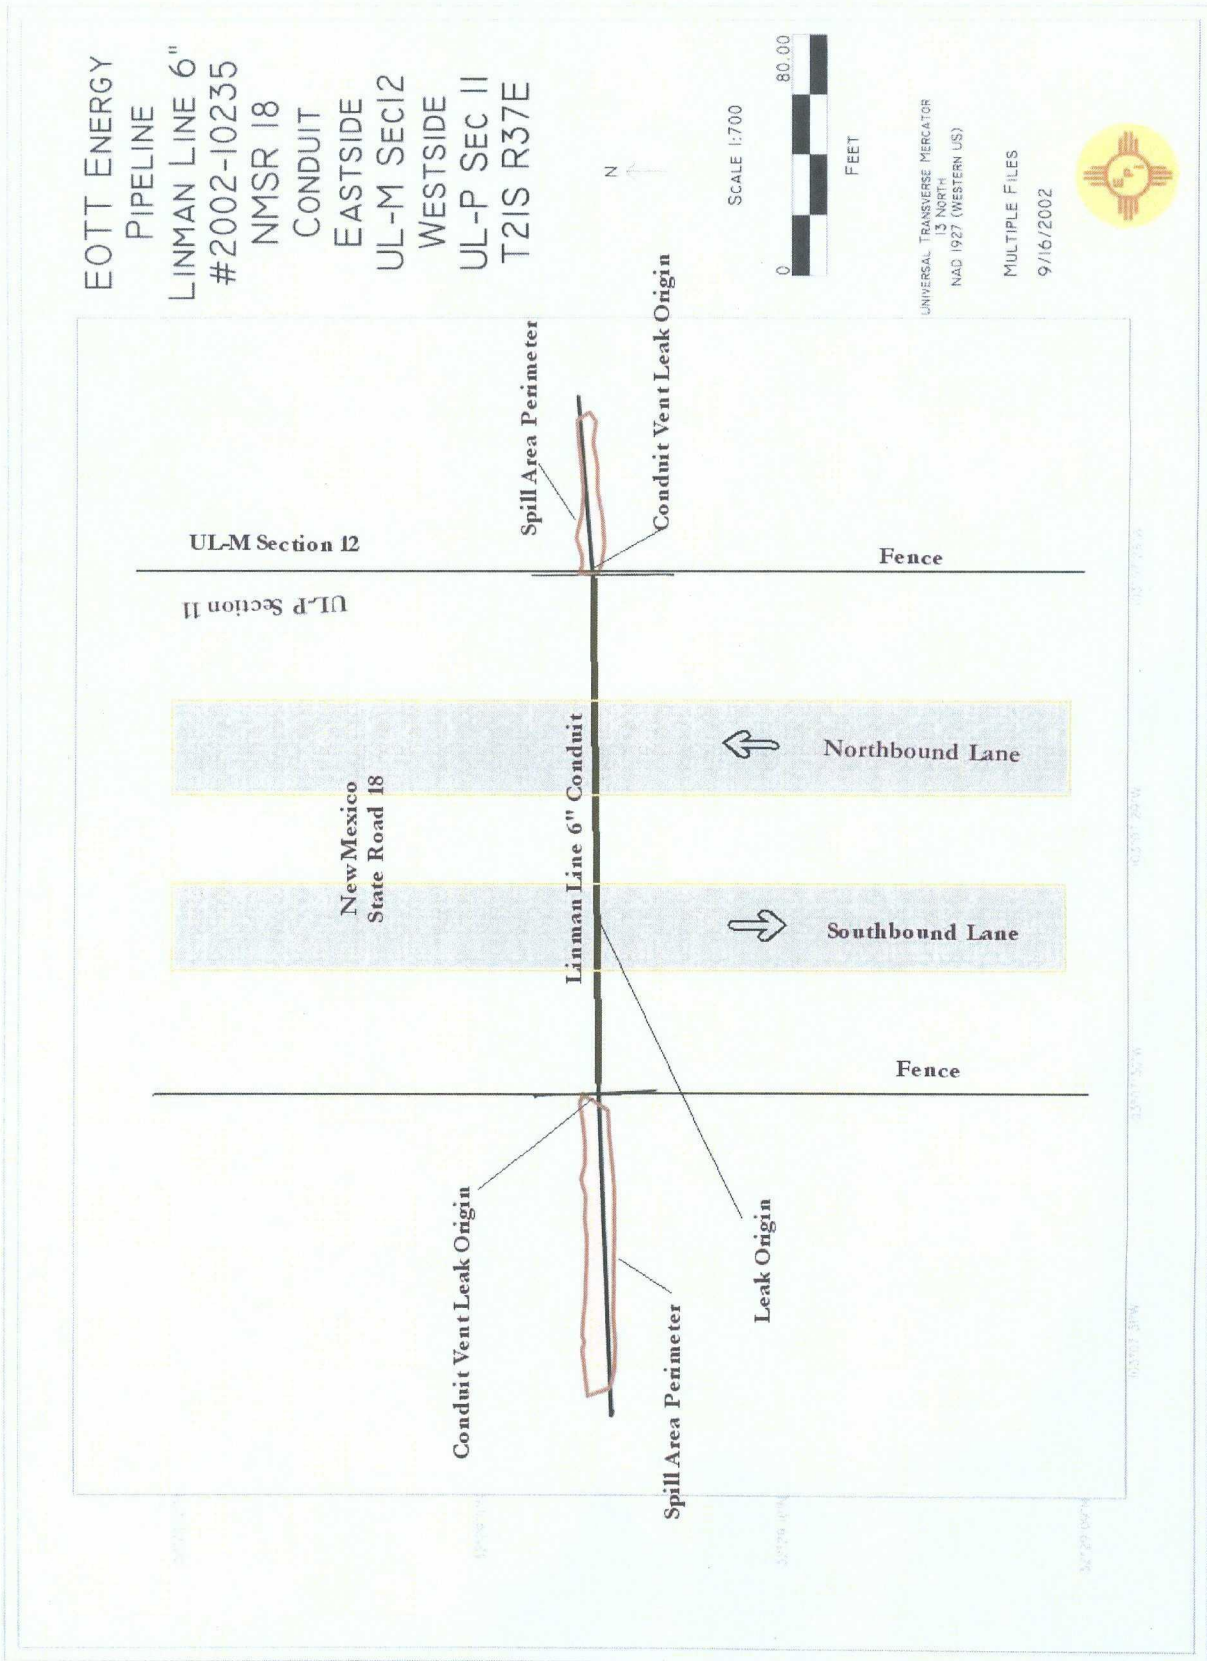 EOTT ENERGY
PIPELINE
LINMAN LINE 6"
#2002-10235
NMSR 18
CONDUIT
EASTSIDE
UL-M SEC12
WESTSIDE
UL-P SEC 11
T21S R37E
N
SCALE 1:700
0 80.00
FEET
UNIVERSAL TRANSVERSE MERCATOR
13 NORTH
NAD 1927 (WESTERN US)
MULTIPLE FILES
9/16/2002
EPI
UL-M Section 12
UL-P Section 11
Spill Area Perimeter
Conduit Vent Leak Origin
Fence
New Mexico
State Road 18
Linman Line 6" Conduit
Northbound Lane
Southbound Lane
Fence
Conduit Vent Leak Origin
Leak Origin
Spill Area Perimeter